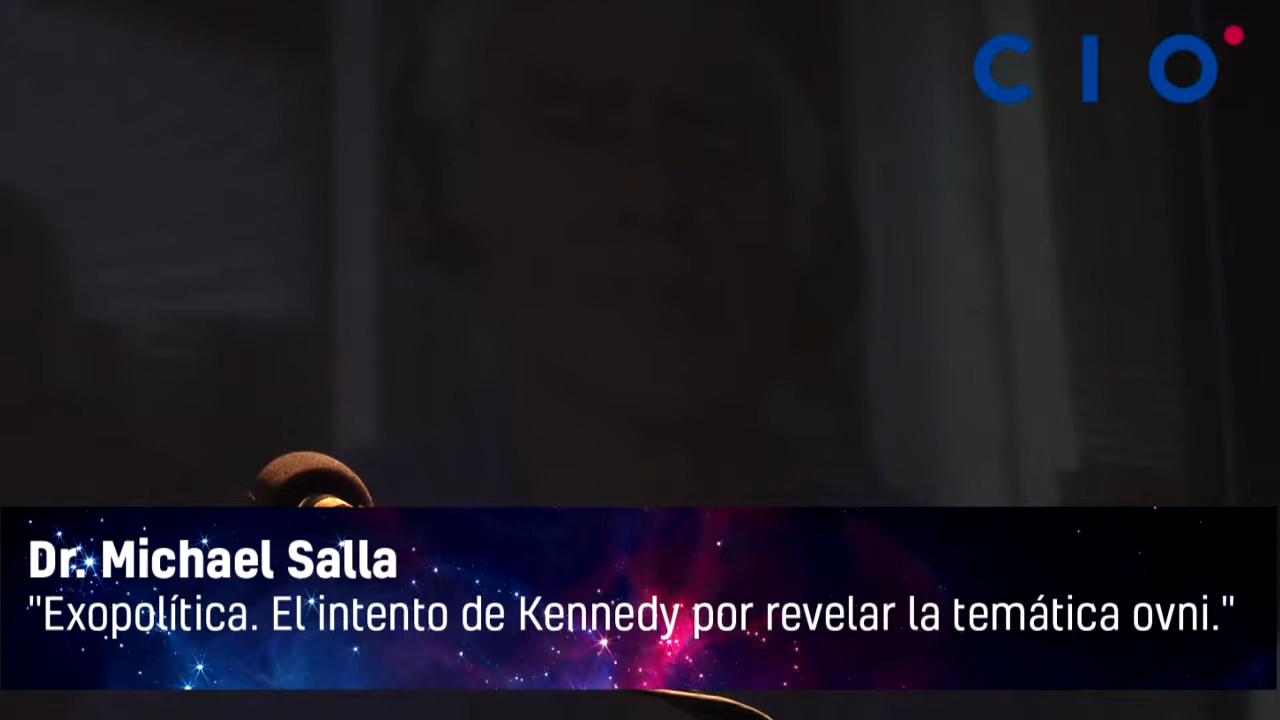 CIO
Dr. Michael Salla
"Exopolítica. El intento de Kennedy por revelar la temática ovni."